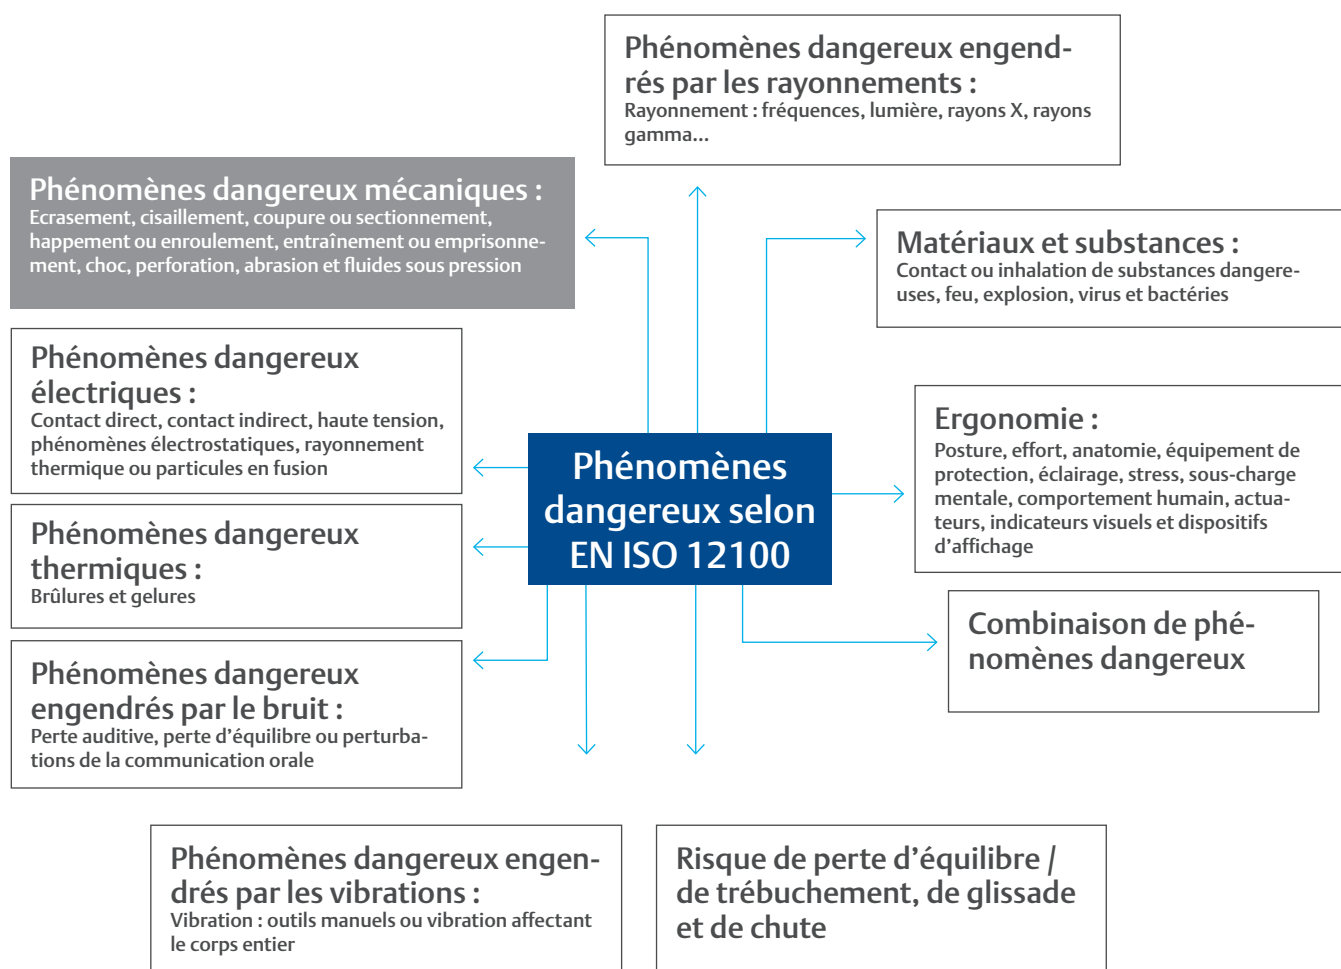 Phénomènes dangereux engend-
rés par les rayonnements :
Rayonnement : fréquences, lumière, rayons X, rayons
gamma...
Phénomènes dangereux mécaniques :
Ecrasement, cisaillement, coupure ou sectionnement,
happement ou enroulement, entraînement ou emprisonne-
ment, choc, perforation, abrasion et fluides sous pression
Matériaux et substances :
Contact ou inhalation de substances dangere-
uses, feu, explosion, virus et bactéries
Phénomènes dangereux
électriques :
Contact direct, contact indirect, haute tension,
phénomènes électrostatiques, rayonnement
thermique ou particules en fusion
Ergonomie :
Posture, effort, anatomie, équipement de
protection, éclairage, stress, sous-charge
mentale, comportement humain, actua-
teurs, indicateurs visuels et dispositifs
d’affichage
Phénomènes
dangereux selon
EN ISO 12100
Phénomènes dangereux
thermiques :
Brûlures et gelures
Combinaison de phé-
nomènes dangereux
Phénomènes dangereux
engendrés par le bruit :
Perte auditive, perte d’équilibre ou perturba-
tions de la communication orale
Phénomènes dangereux engen-
drés par les vibrations :
Vibration : outils manuels ou vibration affectant
le corps entier
Risque de perte d’équilibre /
de trébuchement, de glissade
et de chute